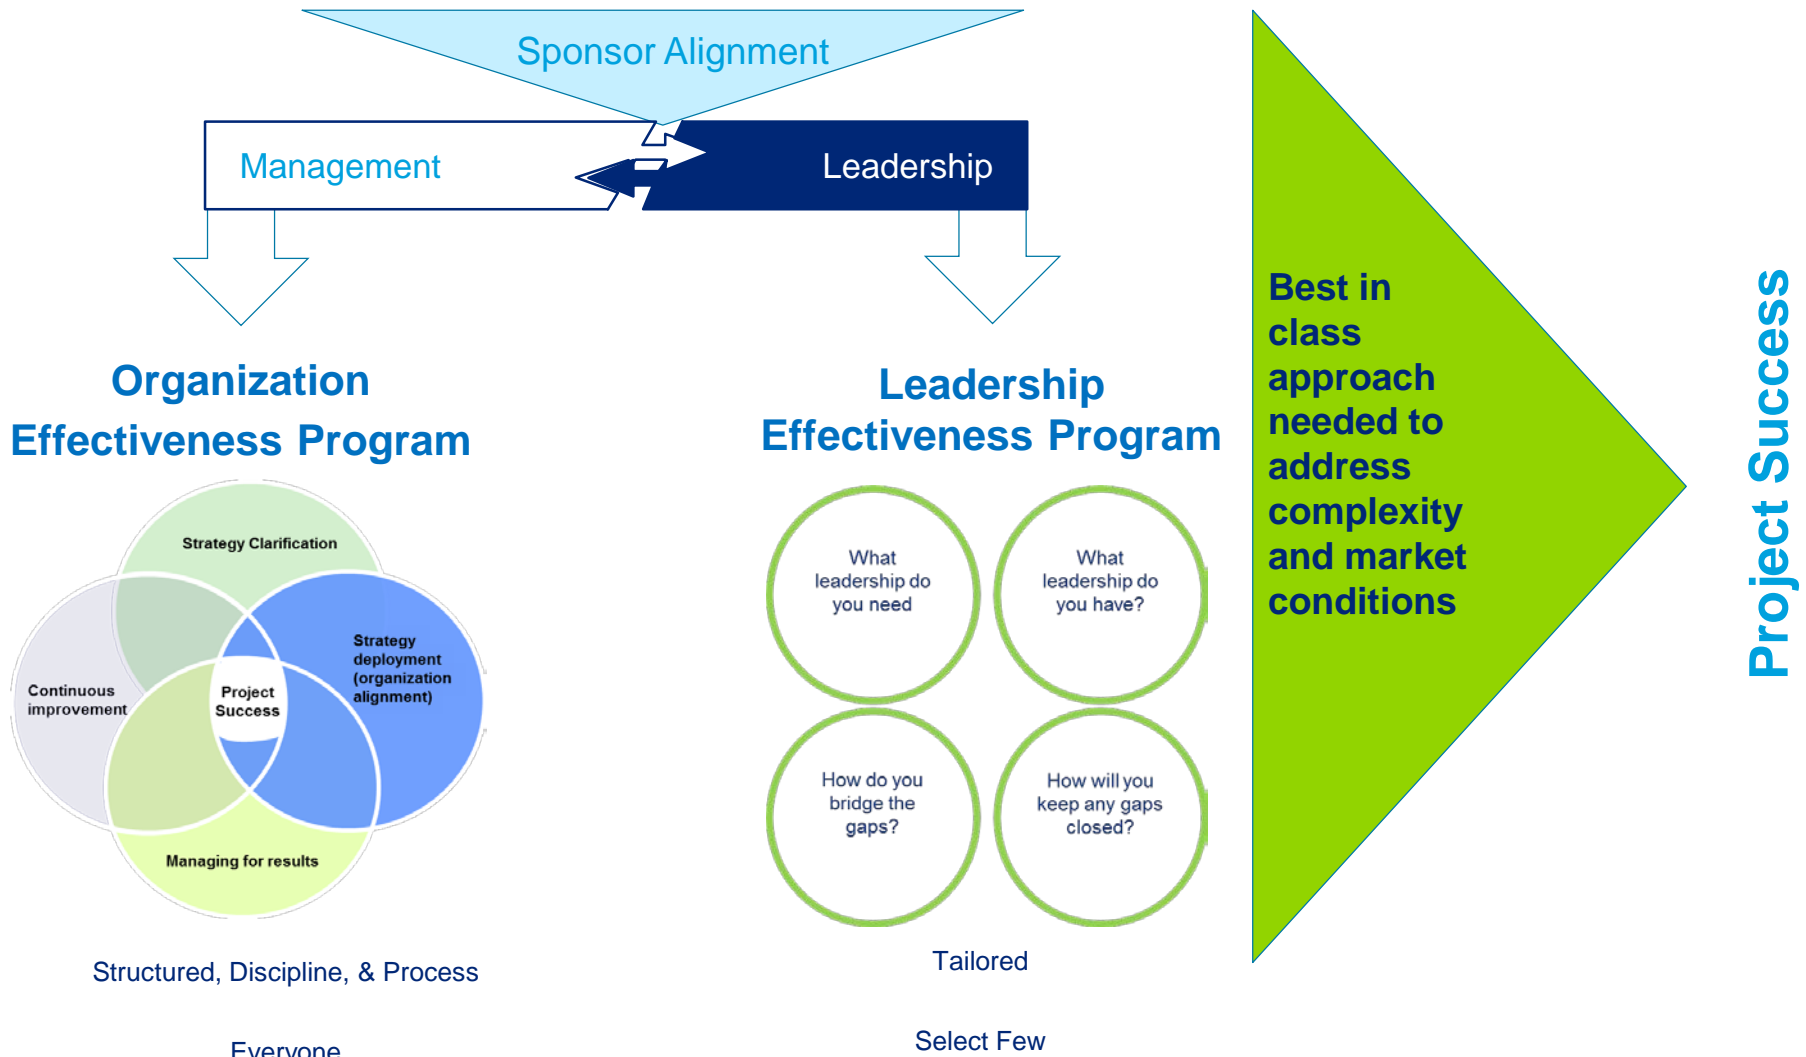 Sponsor Alignment
Management
Leadership
Organization
Effectiveness Program
Strategy Clarification
Continuous
improvement
Project
Success
Strategy
deployment
(organization
alignment)
Managing for results
Structured, Discipline, & Process
Everyone
Leadership
Effectiveness Program
What
leadership do
you need
What
leadership do
you have?
How do you
bridge the
gaps?
How will you
keep any gaps
closed?
Tailored
Select Few
Best in
class
approach
needed to
address
complexity
and market
conditions
Project Success